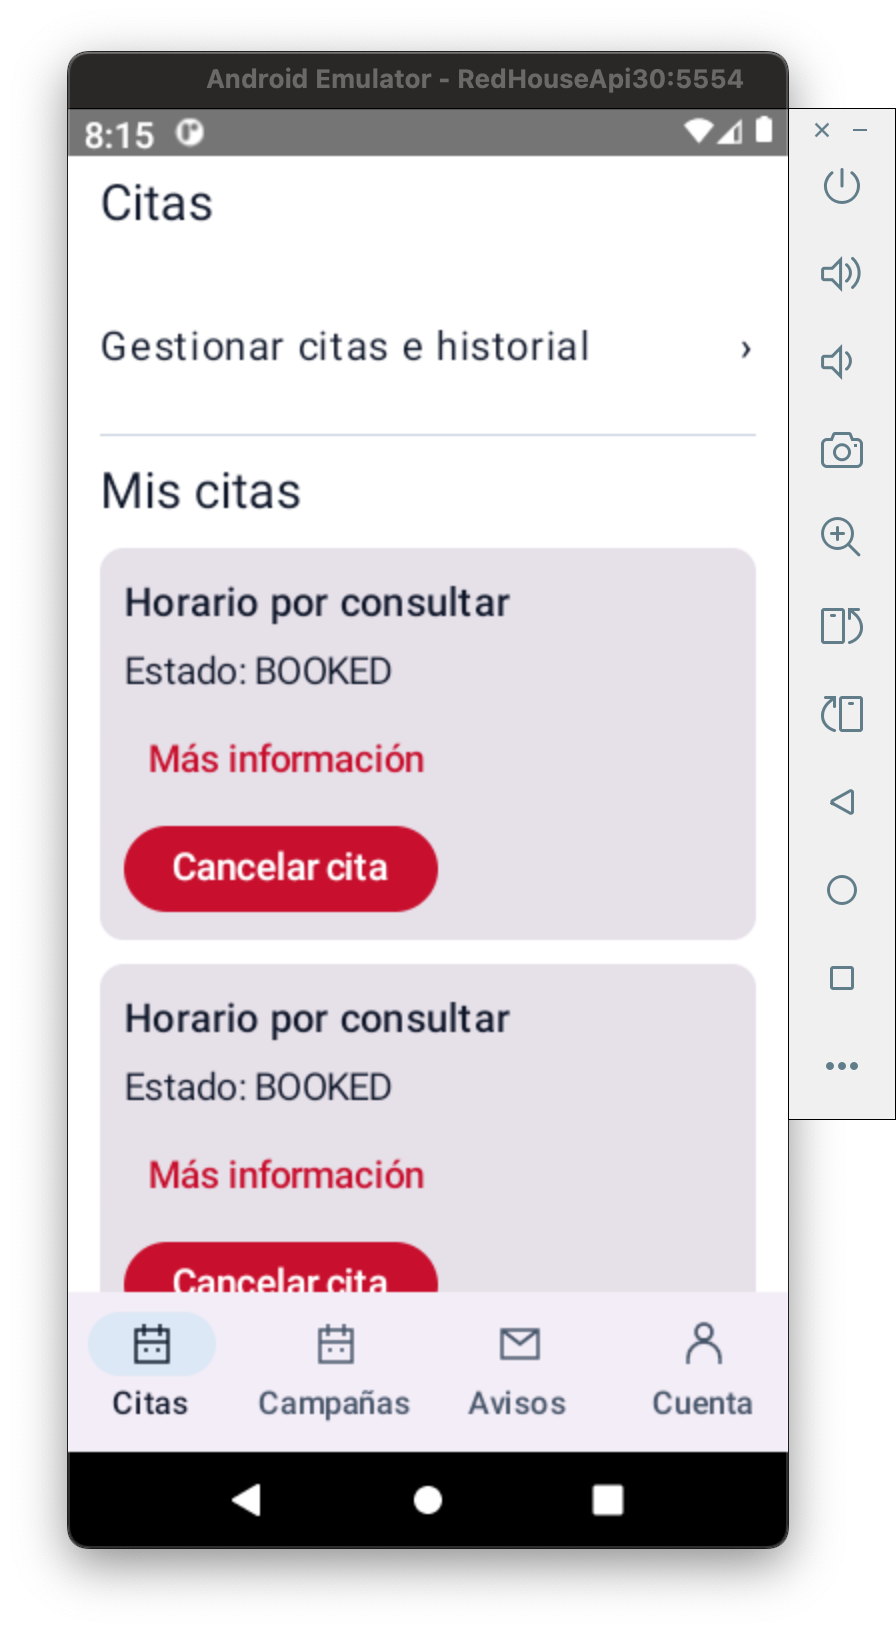 Android Emulator - RedHouseApi30:5554
8:15
Citas
Gestionar citas e historial ›
Mis citas
Horario por consultar
Estado: BOOKED
Más información
Cancelar cita
Horario por consultar
Estado: BOOKED
Más información
Cancelar cita
Citas Campañas Avisos Cuenta